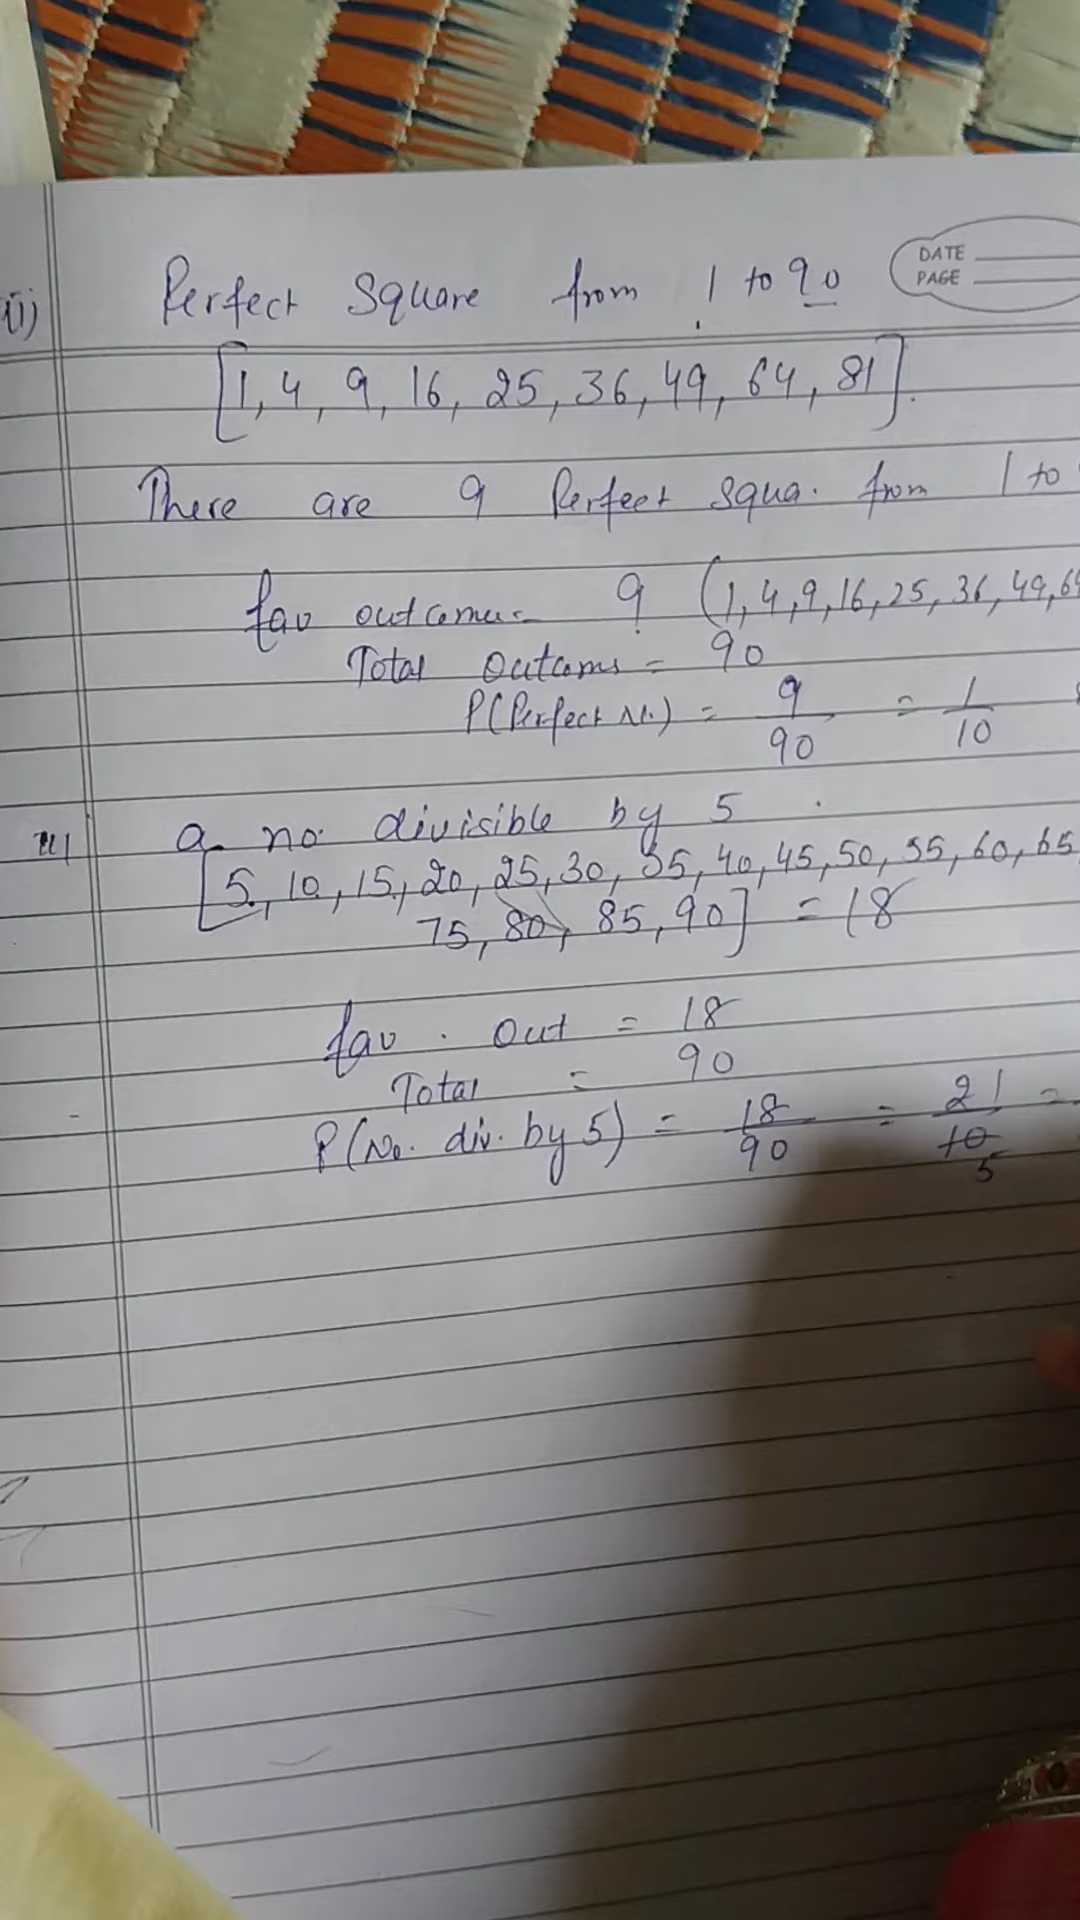 DATE
PAGE
ii) Perfect Square from 1 to 90
[1, 4, 9, 16, 25, 36, 49, 64, 81].
There are 9 Perfect squa. from 1 to
fav outcome = 9 (1, 4, 9, 16, 25, 36, 49, 64
Total Outcoms = 90
P(Perfect No.) = 9/90 = 1/10
iii a no. divisible by 5
[5, 10, 15, 20, 25, 30, 35, 40, 45, 50, 55, 60, 65
75, 80, 85, 90] = 18
fav. Out = 18
Total = 90
P(No. div. by 5) = 18/90 = 2 1/10 5 =